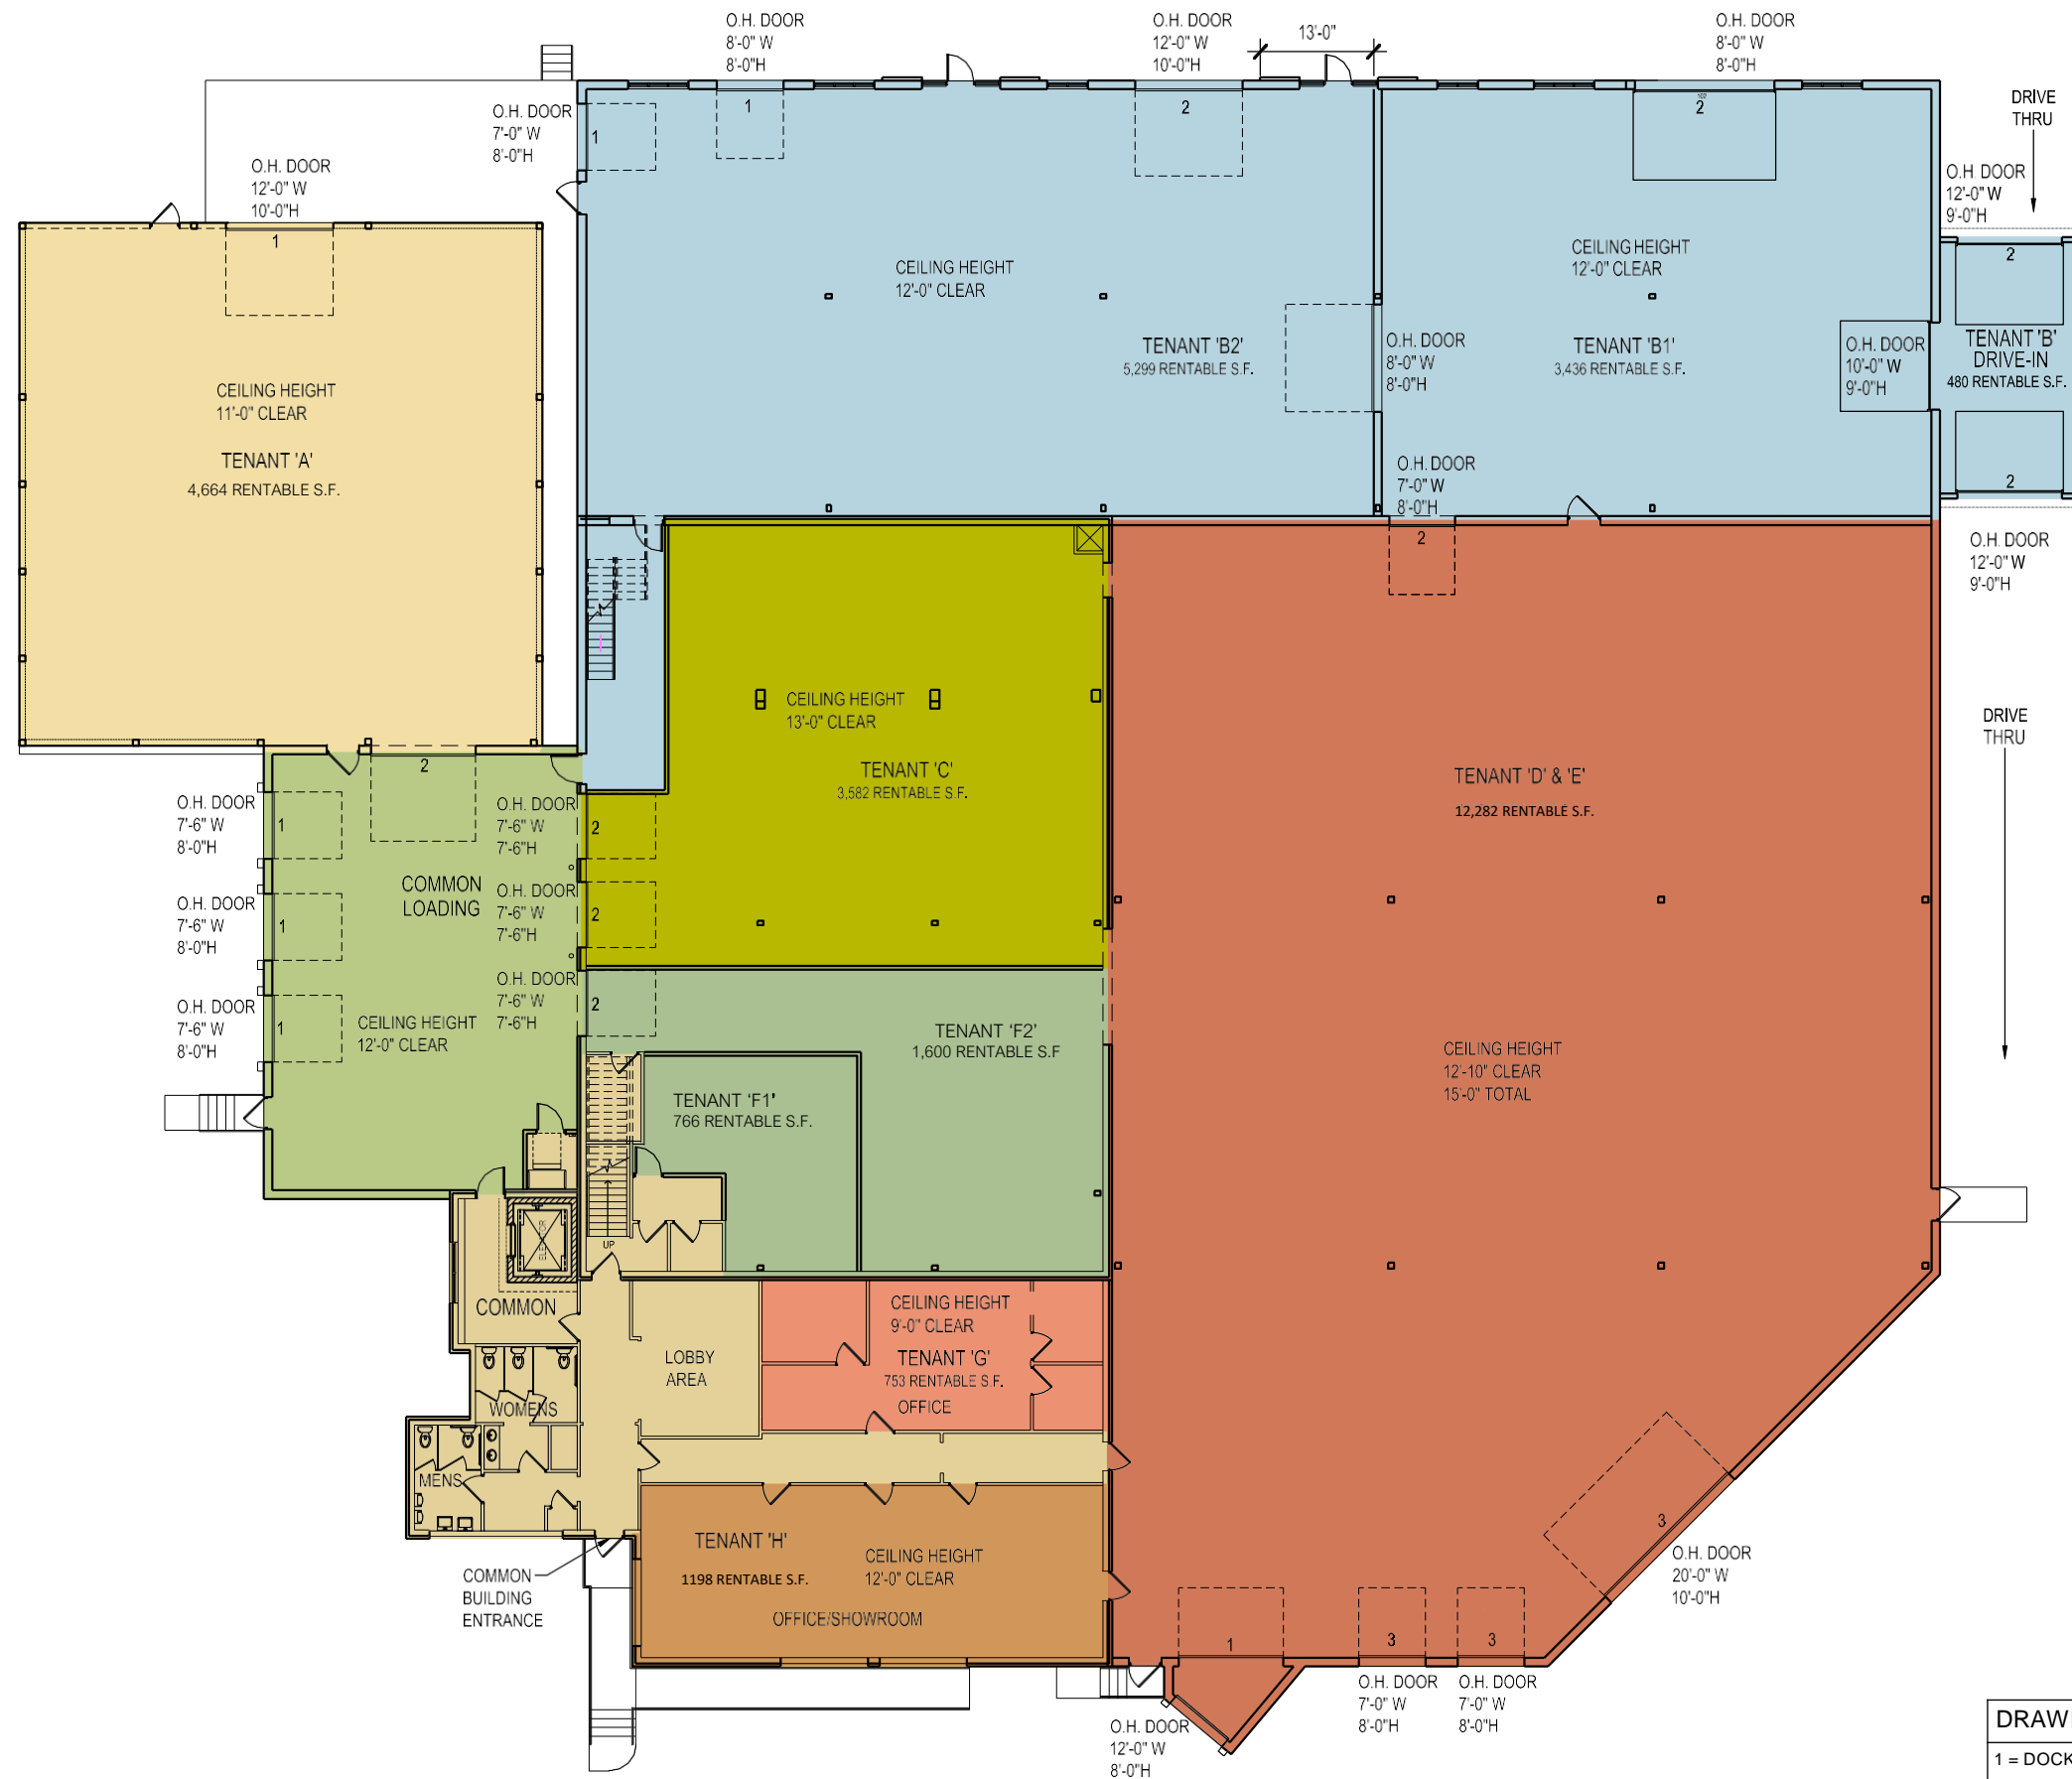 O.H. DOOR
8'-0" W
8'-0"H
O.H. DOOR
12'-0" W
10'-0"H
13'-0"
O.H. DOOR
8'-0" W
8'-0"H
DRIVE
THRU
O.H. DOOR
7'-0" W
8'-0"H
1
1
2
2
O.H. DOOR
12'-0" W
10'-0"H
1
O.H. DOOR
12'-0" W
9'-0"H
2
CEILING HEIGHT
12'-0" CLEAR
CEILING HEIGHT
12'-0" CLEAR
TENANT 'B2'
5,299 RENTABLE S.F.
O.H. DOOR
8'-0" W
8'-0"H
TENANT 'B1'
3,436 RENTABLE S.F.
O.H. DOOR
10'-0" W
9'-0"H
TENANT 'B'
DRIVE-IN
480 RENTABLE S.F.
2
CEILING HEIGHT
11'-0" CLEAR
TENANT 'A'
4,664 RENTABLE S.F.
O.H. DOOR
7'-0" W
8'-0"H
2
O.H. DOOR
12'-0" W
9'-0"H
CEILING HEIGHT
13'-0" CLEAR
TENANT 'C'
3,582 RENTABLE S.F.
TENANT 'D' & 'E'
12,282 RENTABLE S.F.
DRIVE
THRU
2
O.H. DOOR
7'-6" W
8'-0"H
1
O.H. DOOR
7'-6" W
7'-6"H
2
COMMON
LOADING
O.H. DOOR
7'-6" W
8'-0"H
1
O.H. DOOR
7'-6" W
7'-6"H
2
O.H. DOOR
7'-6" W
8'-0"H
1
O.H. DOOR
7'-6" W
7'-6"H
2
CEILING HEIGHT
12'-0" CLEAR
TENANT 'F2'
1,600 RENTABLE S.F
TENANT 'F1'
766 RENTABLE S.F.
CEILING HEIGHT
12'-10" CLEAR
15'-0" TOTAL
UP
ELEVATOR
COMMON
LOBBY
AREA
CEILING HEIGHT
9'-0" CLEAR
TENANT 'G'
753 RENTABLE S.F.
OFFICE
WOMENS
MENS
TENANT 'H'
1198 RENTABLE S.F.
CEILING HEIGHT
12'-0" CLEAR
OFFICE/SHOWROOM
COMMON
BUILDING
ENTRANCE
3
O.H. DOOR
20'-0" W
10'-0"H
1
3
3
O.H. DOOR
12'-0" W
8'-0"H
O.H. DOOR
7'-0" W
8'-0"H
O.H. DOOR
7'-0" W
8'-0"H
DRAW
1 = DOCK